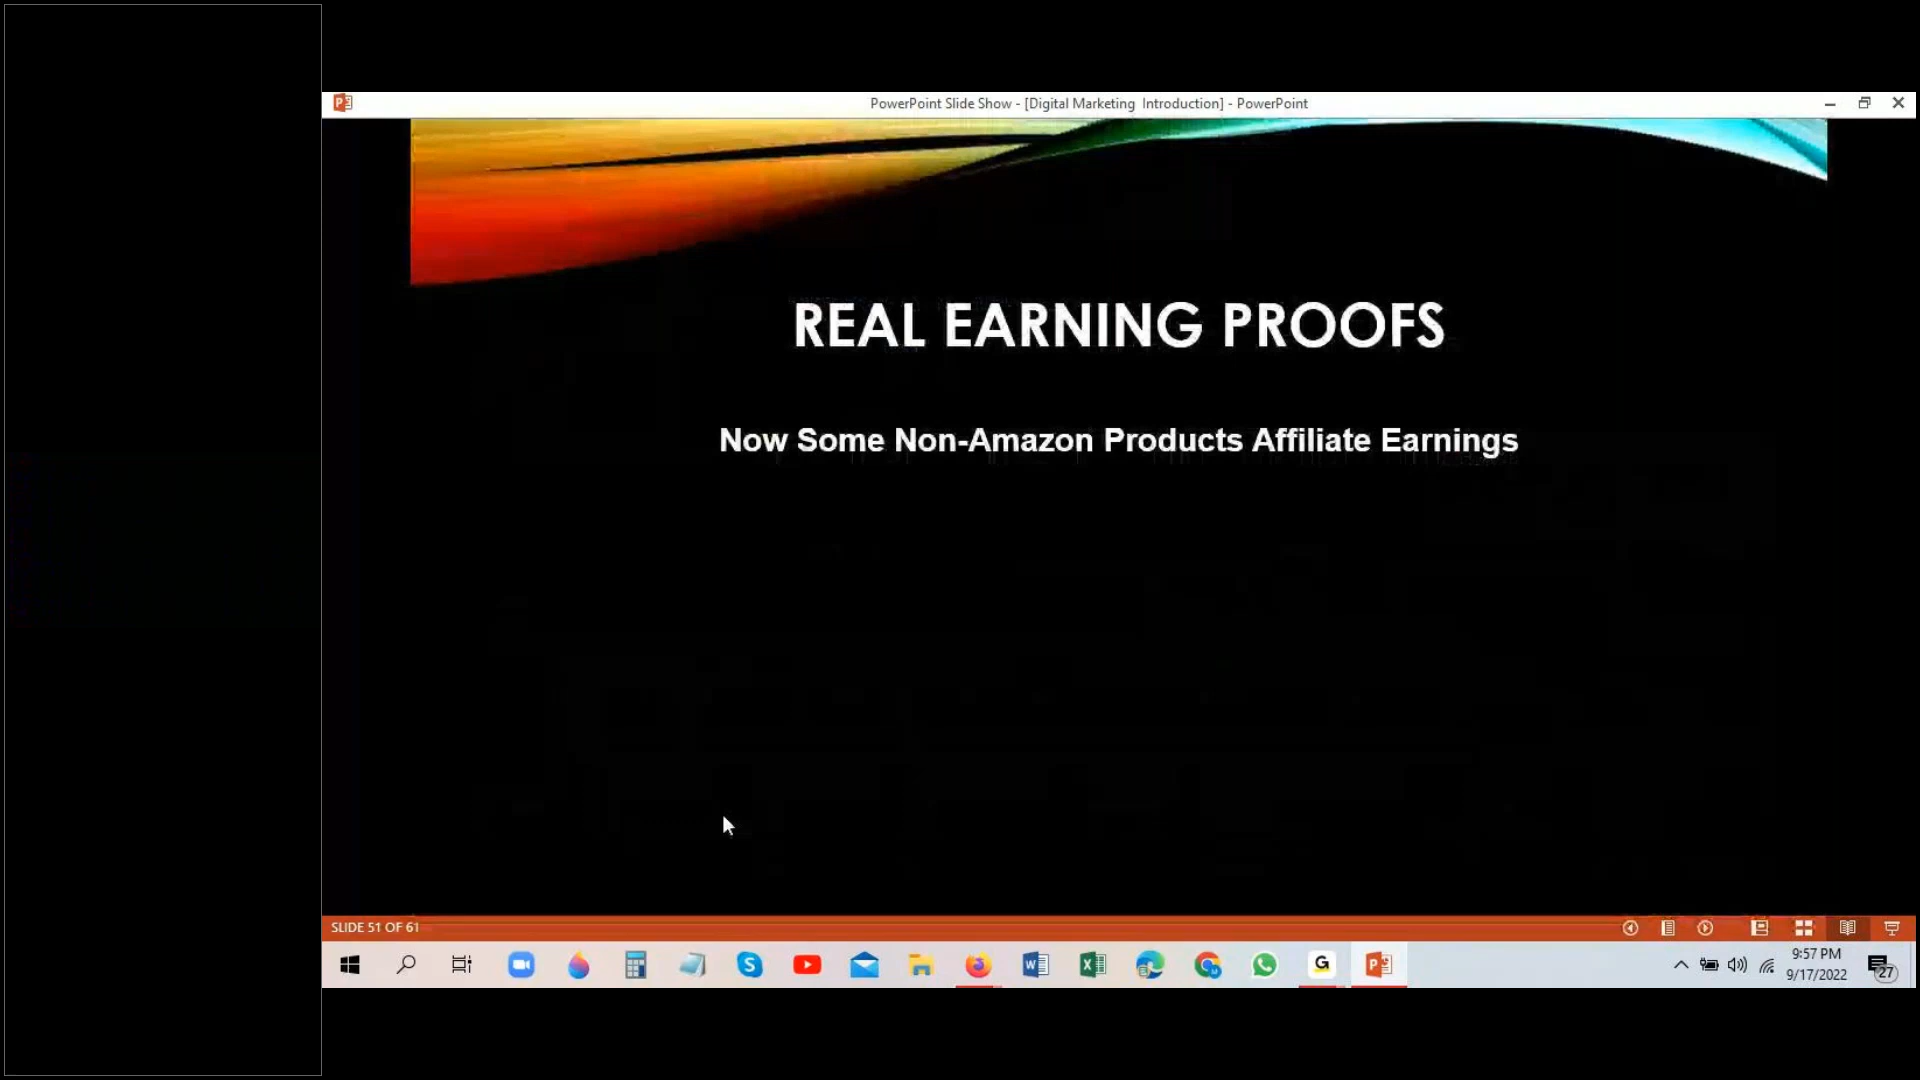 PowerPoint Slide Show - [Digital Marketing  Introduction] - PowerPoint
REAL EARNING PROOFS
Now Some Non-Amazon Products Affiliate Earnings
SLIDE 51 OF 61
9:57 PM
9/17/2022
27